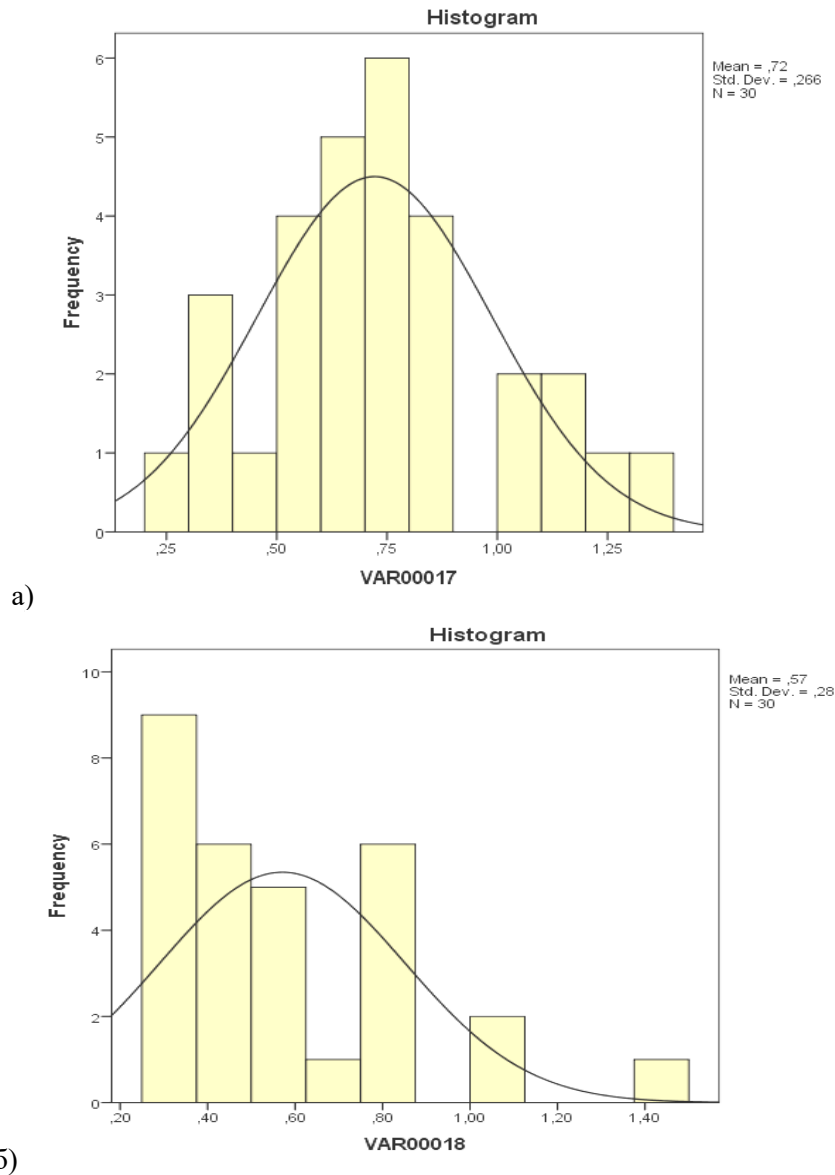 Histogram
Mean = ,72
Std. Dev. = ,266
N = 30
Frequency
6
5
4
3
2
1
0
,25 ,50 ,75 1,00 1,25
VAR00017
а)
Histogram
Mean = ,57
Std. Dev. = ,28
N = 30
Frequency
10
8
6
4
2
0
,20 ,40 ,60 ,80 1,00 1,20 1,40
VAR00018
б)